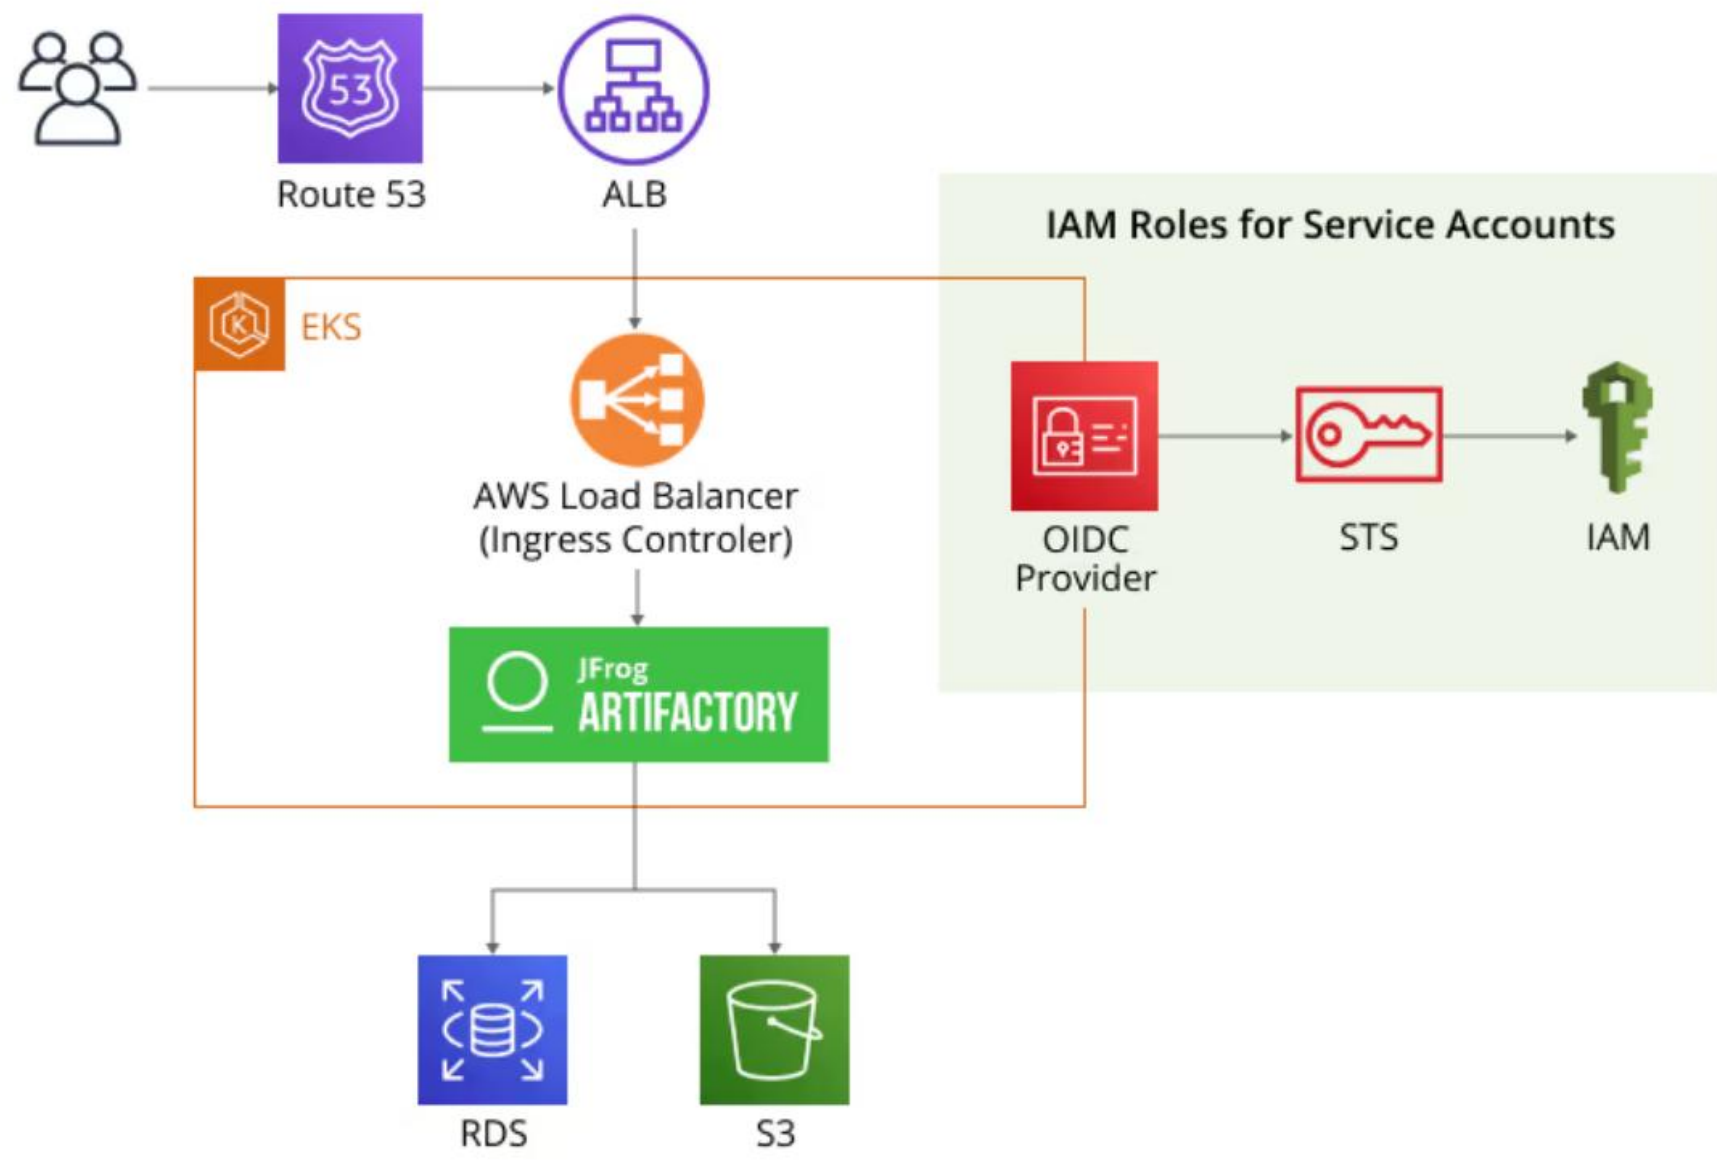 53
Route 53
ALB
IAM Roles for Service Accounts
K
EKS
AWS Load Balancer
(Ingress Controler)
OIDC
Provider
STS
IAM
JFrog
ARTIFACTORY
RDS
S3